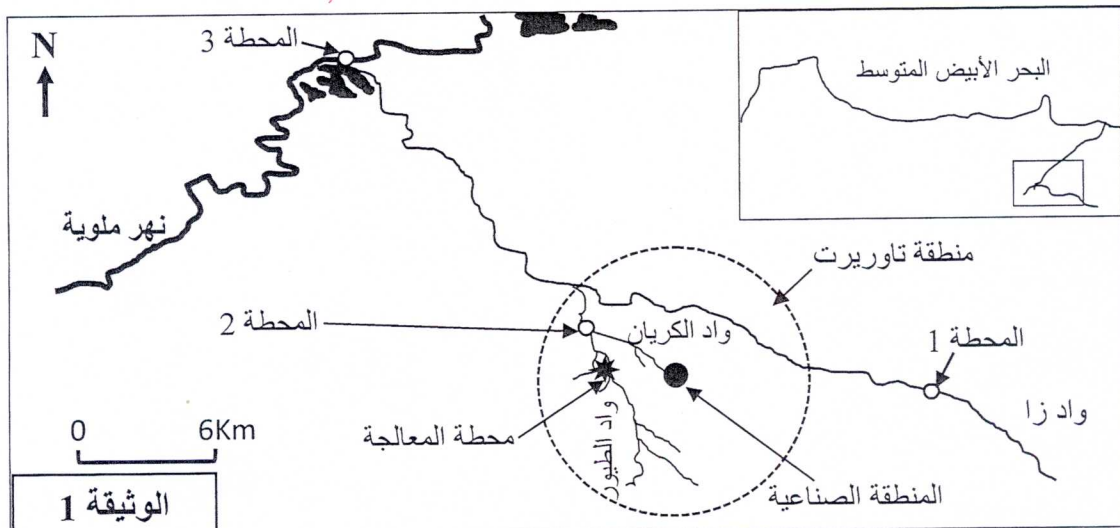 N
المحطة 3
البحر الأبيض المتوسط
نهر ملوية
منطقة تاوريرت
المحطة 2
واد الكريان
المحطة 1
واد زا
0 6Km
محطة المعالجة
واد الطيور
المنطقة الصناعية
الوثيقة 1